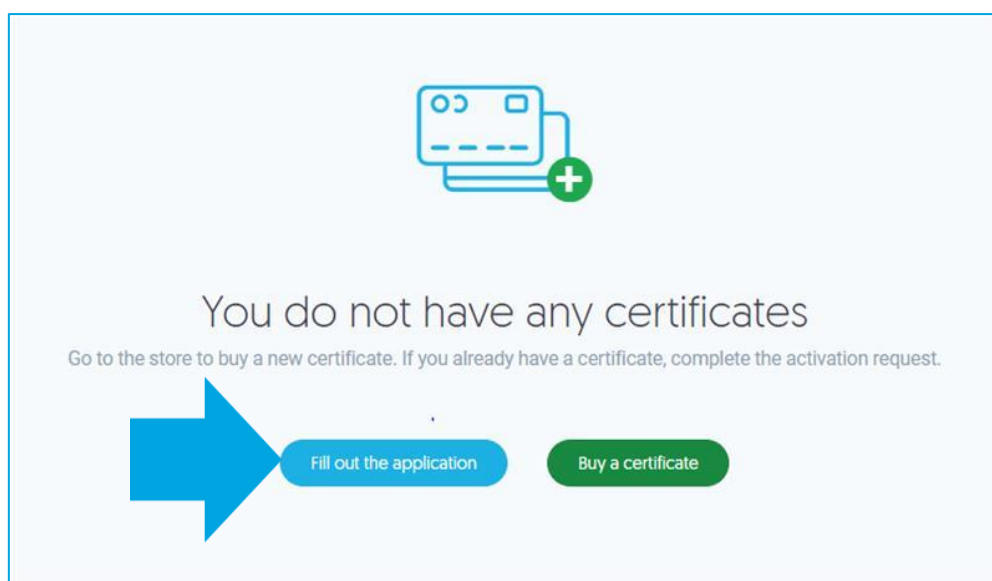 You do not have any certificates
Go to the store to buy a new certificate. If you already have a certificate, complete the activation request.
Fill out the application
Buy a certificate